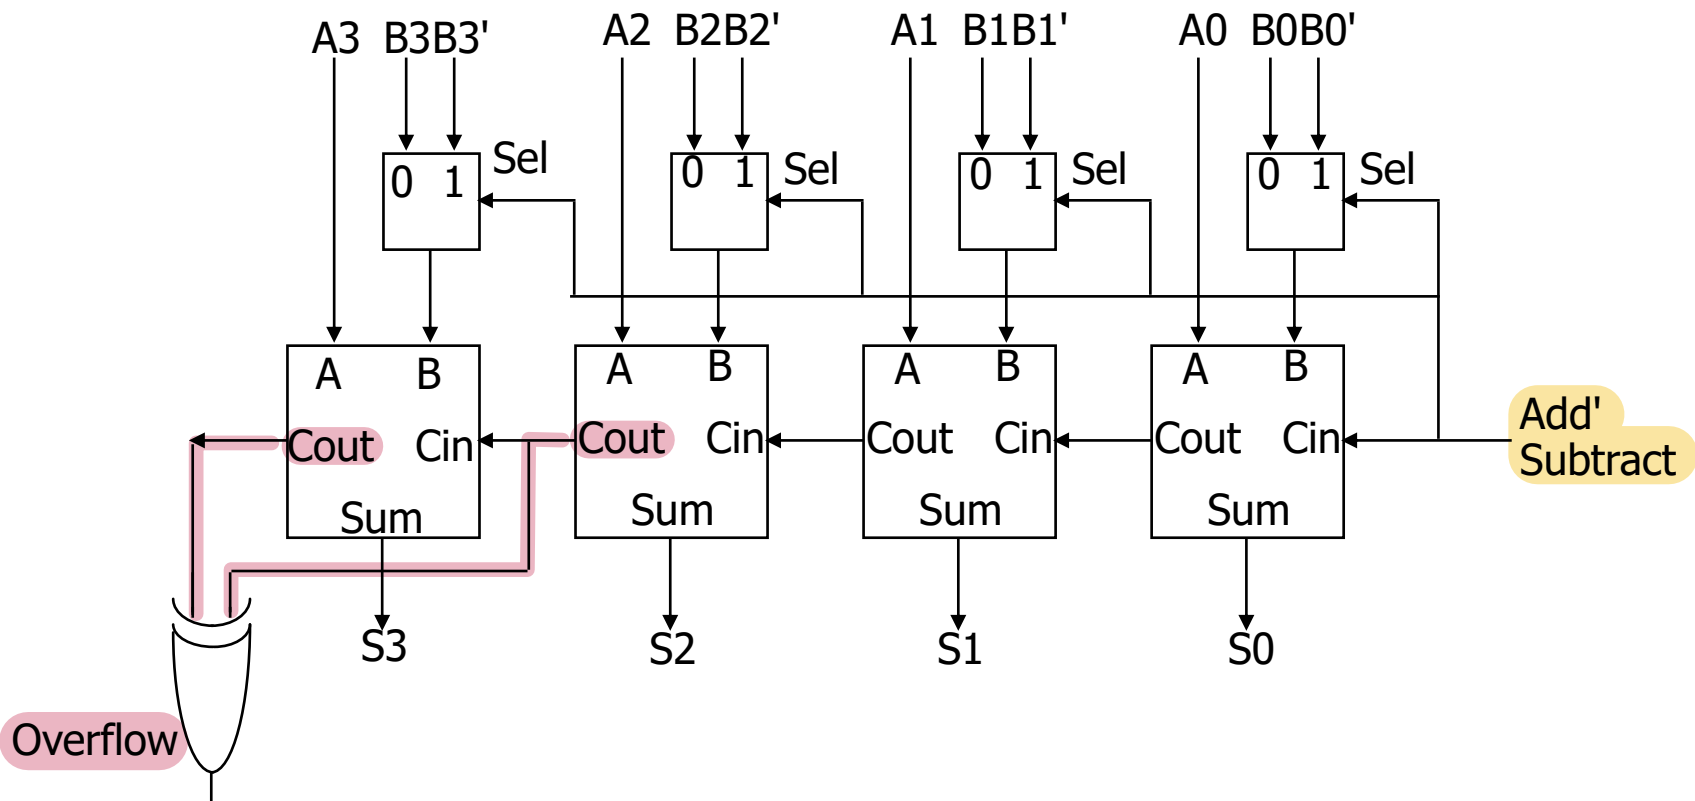 A3 B3B3' A2 B2B2' A1 B1B1' A0 B0B0'
0 1 Sel 0 1 Sel 0 1 Sel 0 1 Sel
A B A B A B A B
Cout Cin Cout Cin Cout Cin Cout Cin
Add'
Subtract
Sum Sum Sum Sum
S3 S2 S1 S0
Overflow